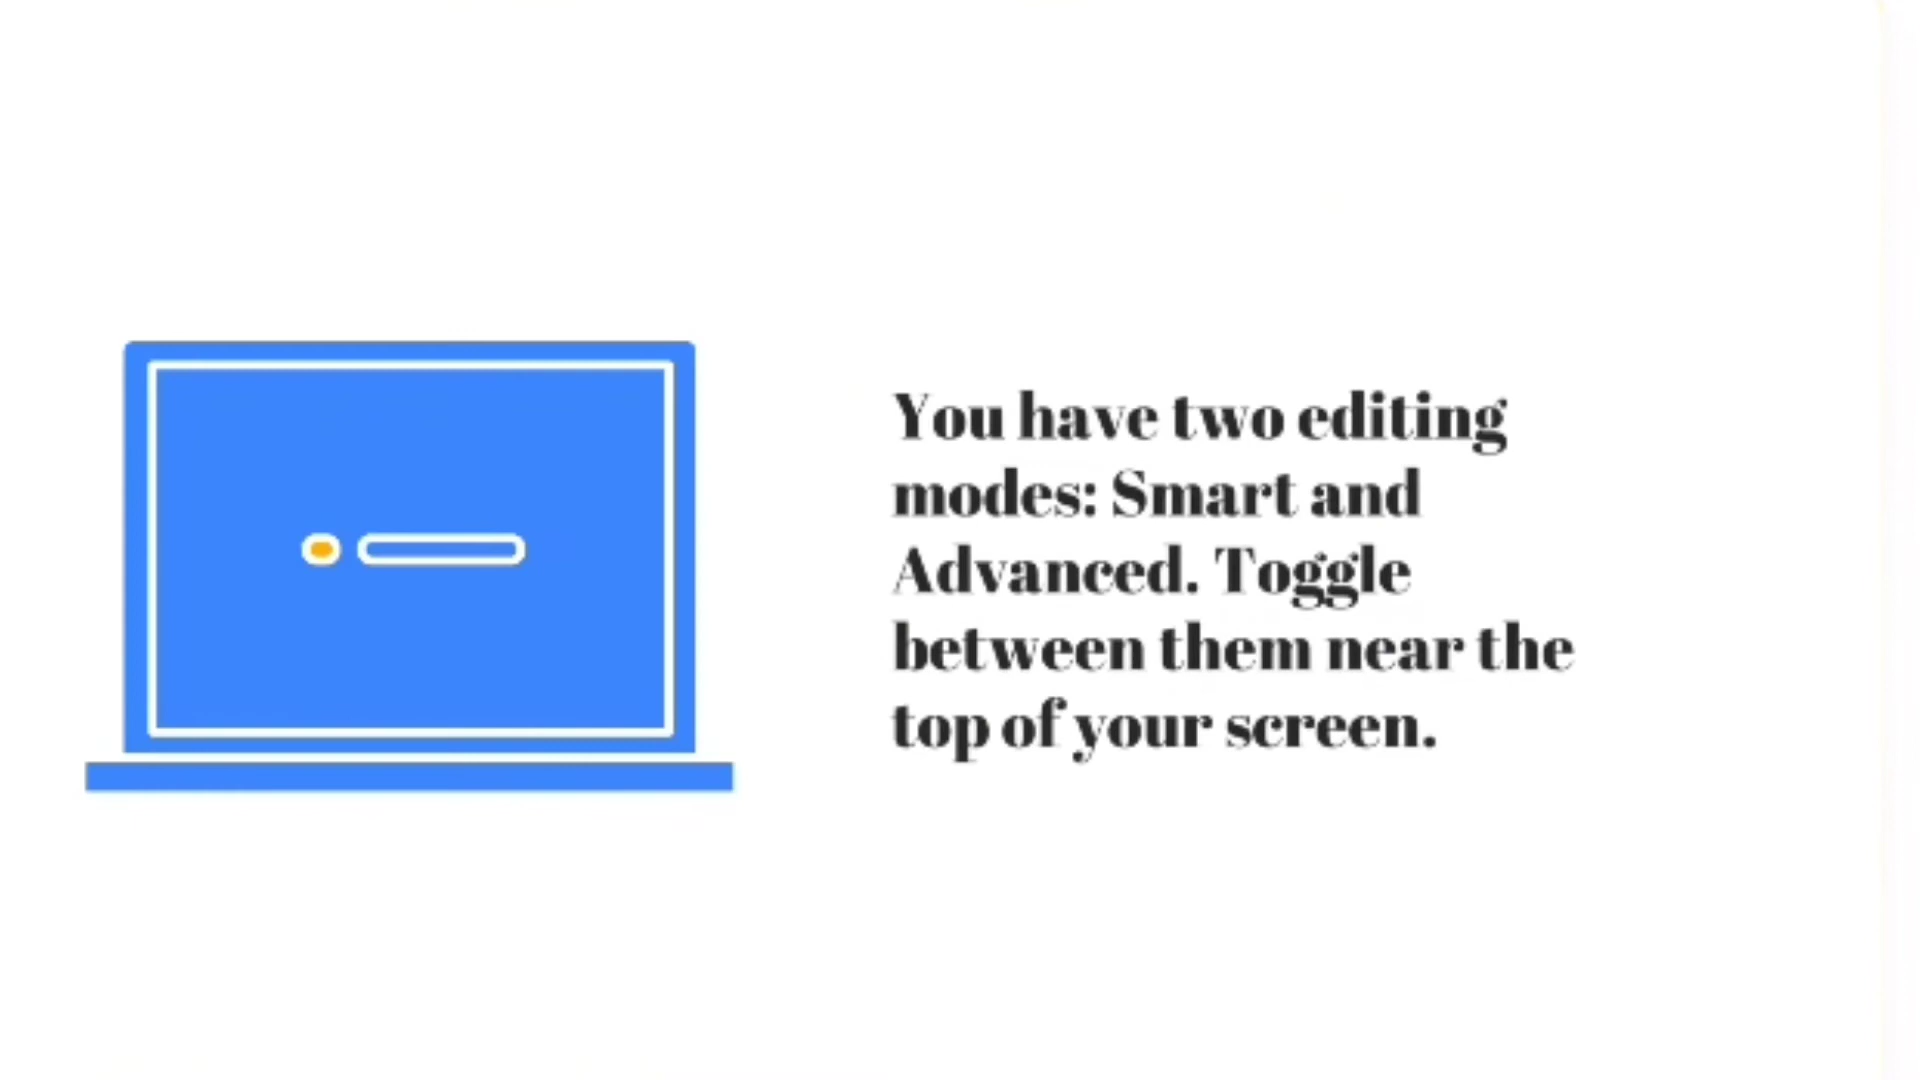 You have two editing
modes: Smart and
Advanced. Toggle
between them near the
top of your screen.